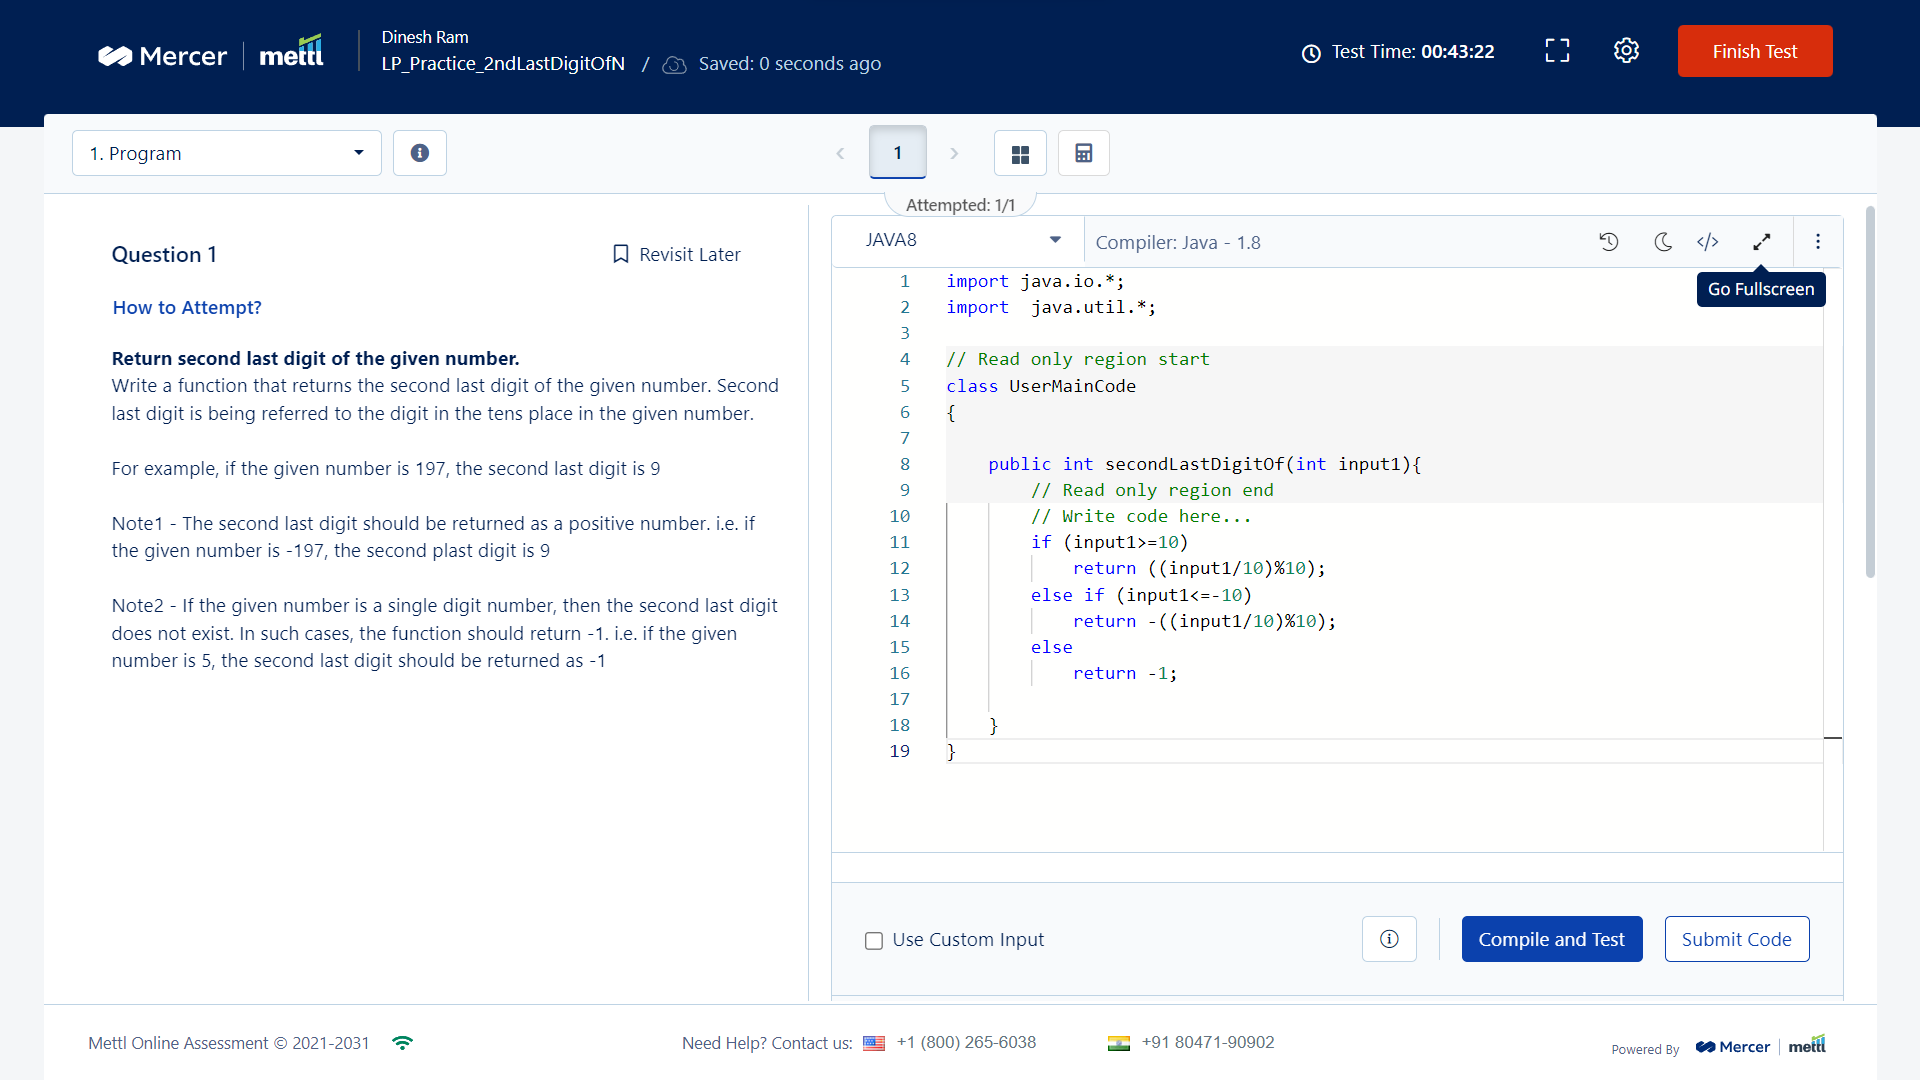 Mercer mettl
Dinesh Ram
LP_Practice_2ndLastDigitOfN / Saved: 0 seconds ago
Test Time: 00:43:22
Finish Test
1. Program
1
Attempted: 1/1
Question 1
Revisit Later
How to Attempt?
Return second last digit of the given number.
Write a function that returns the second last digit of the given number. Second
last digit is being referred to the digit in the tens place in the given number.
For example, if the given number is 197, the second last digit is 9
Note1 - The second last digit should be returned as a positive number. i.e. if
the given number is -197, the second plast digit is 9
Note2 - If the given number is a single digit number, then the second last digit
does not exist. In such cases, the function should return -1. i.e. if the given
number is 5, the second last digit should be returned as -1
JAVA8
Compiler: Java - 1.8
Go Fullscreen
1 import java.io.*;
2 import  java.util.*;
3
4 // Read only region start
5 class UserMainCode
6 {
7
8     public int secondLastDigitOf(int input1){
9         // Read only region end
10         // Write code here...
11         if (input1>=10)
12             return ((input1/10)%10);
13         else if (input1<=-10)
14             return -((input1/10)%10);
15         else
16             return -1;
17
18     }
19 }
Use Custom Input
Compile and Test
Submit Code
Mettl Online Assessment © 2021-2031
Need Help? Contact us: +1 (800) 265-6038
+91 80471-90902
Powered By Mercer mettl